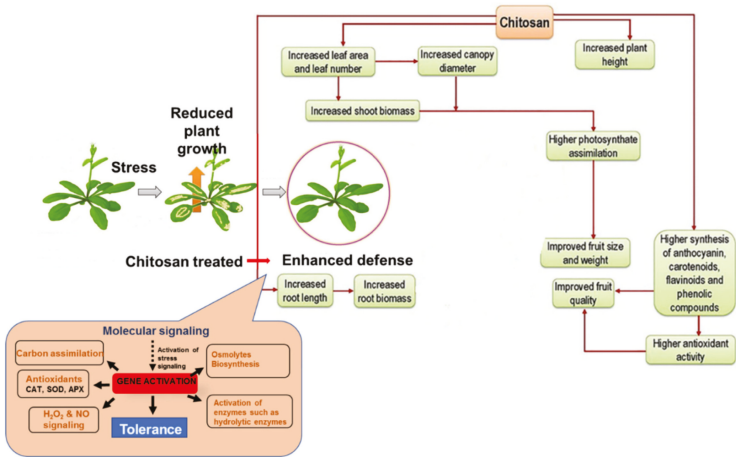 Chitosan
Increased leaf area
and leaf number
Increased canopy
diameter
Increased plant
height
Increased shoot biomass
Reduced
plant
growth
Stress
Higher photosynthate
assimilation
Chitosan treated
Enhanced defense
Improved fruit size
and weight
Higher synthesis
of anthocyanin,
carotenoids,
flavinoids and
phenolic
compounds
Increased
root length
Increased
root biomass
Improved fruit
quality
Higher antioxidant
activity
Molecular signaling
Activation of
stress
signaling
Carbon assimilation
Osmolytes
Biosynthesis
Antioxidants
CAT, SOD, APX
GENE ACTIVATION
H₂O₂ & NO
signaling
Activation of
enzymes such as
hydrolytic enzymes
Tolerance